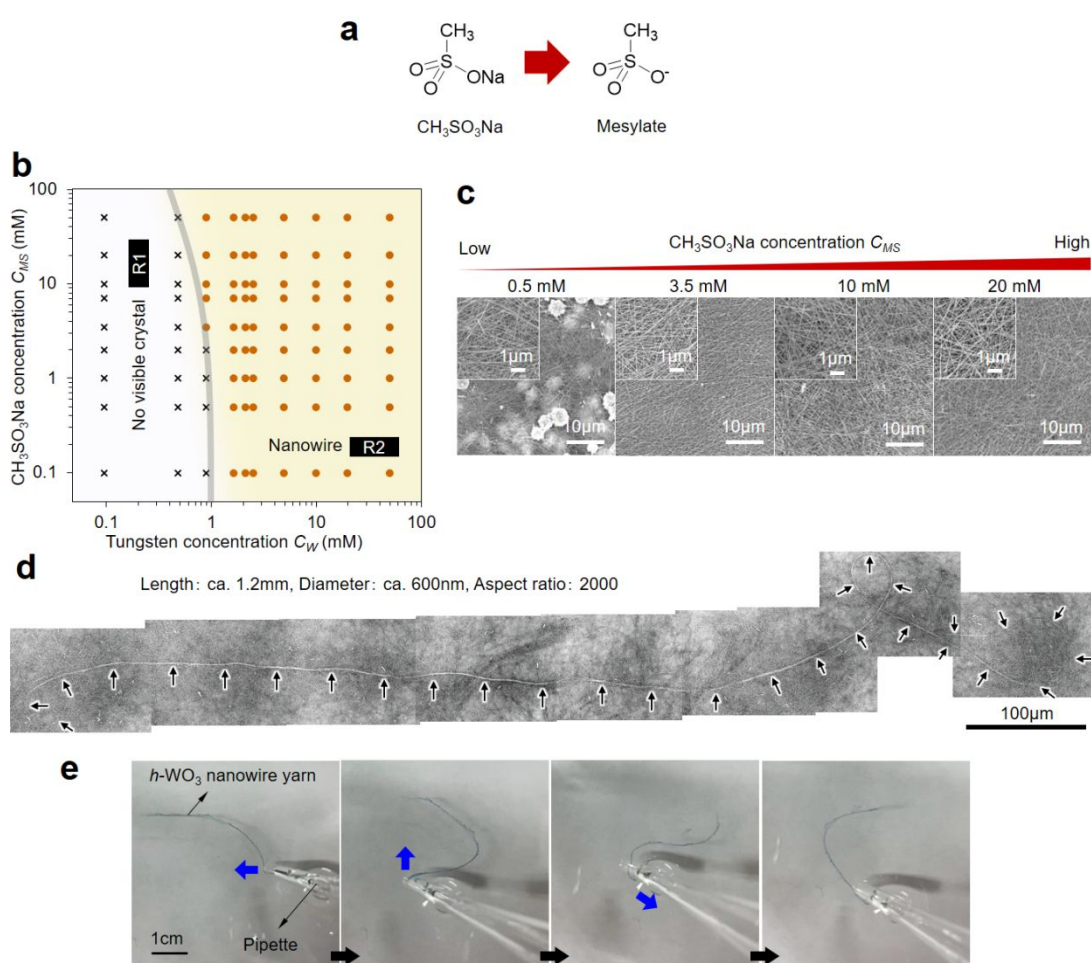 a
CH3
S
O
O
ONa
CH3SO3Na
CH3
S
O
O
O-
Mesylate
b
CH3SO3Na concentration CMS (mM)
100
10
1
0.1
R1
No visible crystal
Nanowire R2
0.1 1 10 100
Tungsten concentration CW (mM)
c
Low CH3SO3Na concentration CMS High
0.5 mM 3.5 mM 10 mM 20 mM
1μm 1μm 1μm 1μm
10μm 10μm 10μm 10μm
d
Length: ca. 1.2mm, Diameter: ca. 600nm, Aspect ratio: 2000
100μm
e
h-WO3 nanowire yarn
1cm
Pipette